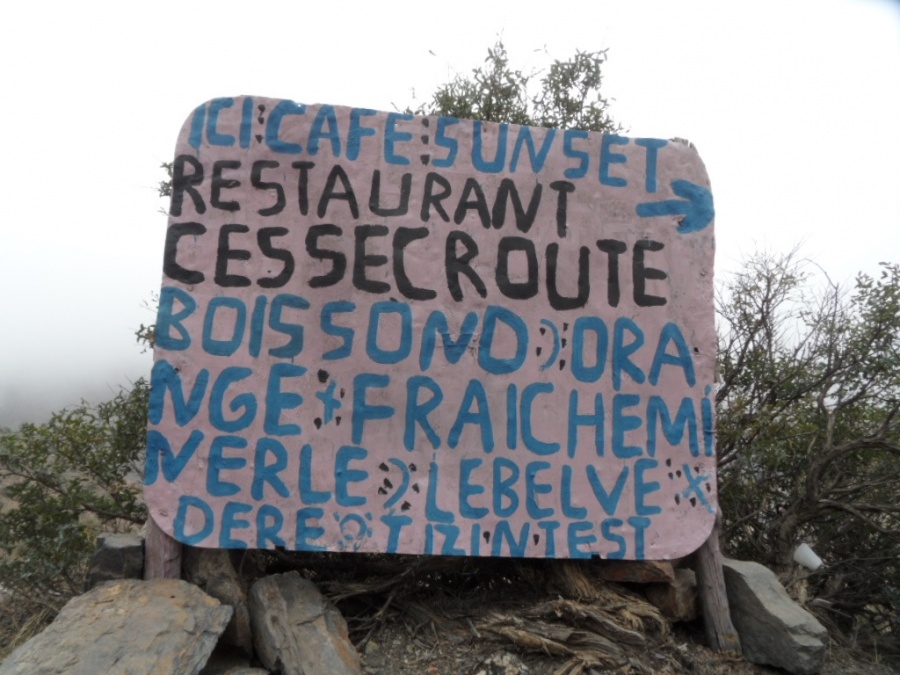 ICI:CAFE:SUNSET
RESTAURANT
CESSECROUTE
BOISSOND:ORA
NGE+FRAICHEMI
NERLE LEBELVE
DERE TIZINTEST